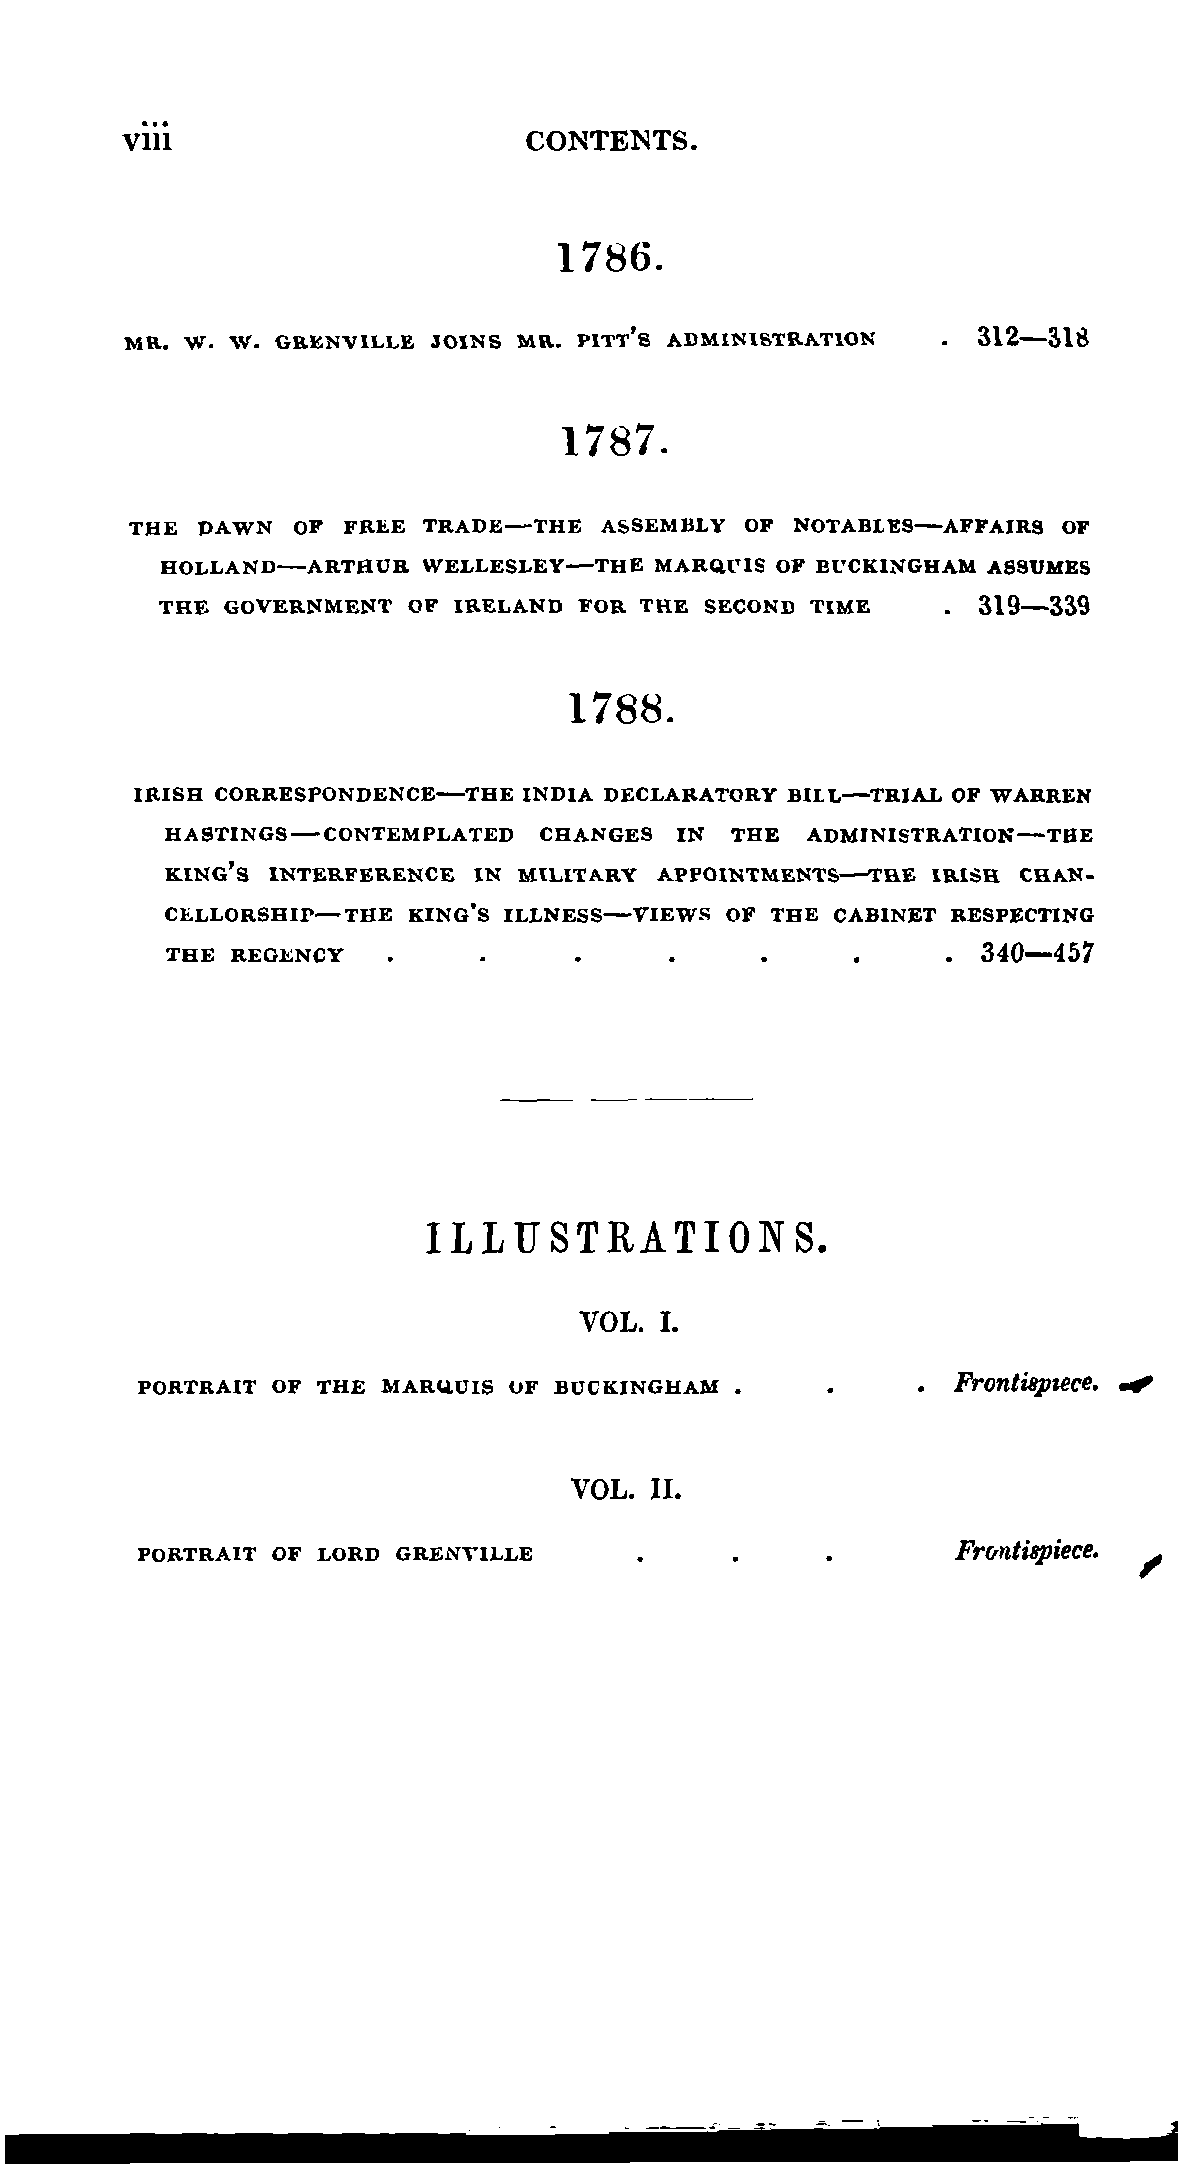 viii CONTENTS.
1786.
MR. W. W. GRENVILLE JOINS MR. PITT'S ADMINISTRATION . 312—318
1787.
THE DAWN OF FREE TRADE—THE ASSEMBLY OF NOTABLES—AFFAIRS OF
HOLLAND—ARTHUR WELLESLEY—THE MARQUIS OF BUCKINGHAM ASSUMES
THE GOVERNMENT OF IRELAND FOR THE SECOND TIME . 319—339
1788.
IRISH CORRESPONDENCE—THE INDIA DECLARATORY BILL—TRIAL OF WARREN
HASTINGS—CONTEMPLATED CHANGES IN THE ADMINISTRATION—THE
KING'S INTERFERENCE IN MILITARY APPOINTMENTS—THE IRISH CHAN-
CELLORSHIP—THE KING'S ILLNESS—VIEWS OF THE CABINET RESPECTING
THE REGENCY . . . . . . . 340—457
ILLUSTRATIONS.
VOL. I.
PORTRAIT OF THE MARQUIS OF BUCKINGHAM . . . Frontispiece.
VOL. II.
PORTRAIT OF LORD GRENVILLE . . . Frontispiece.